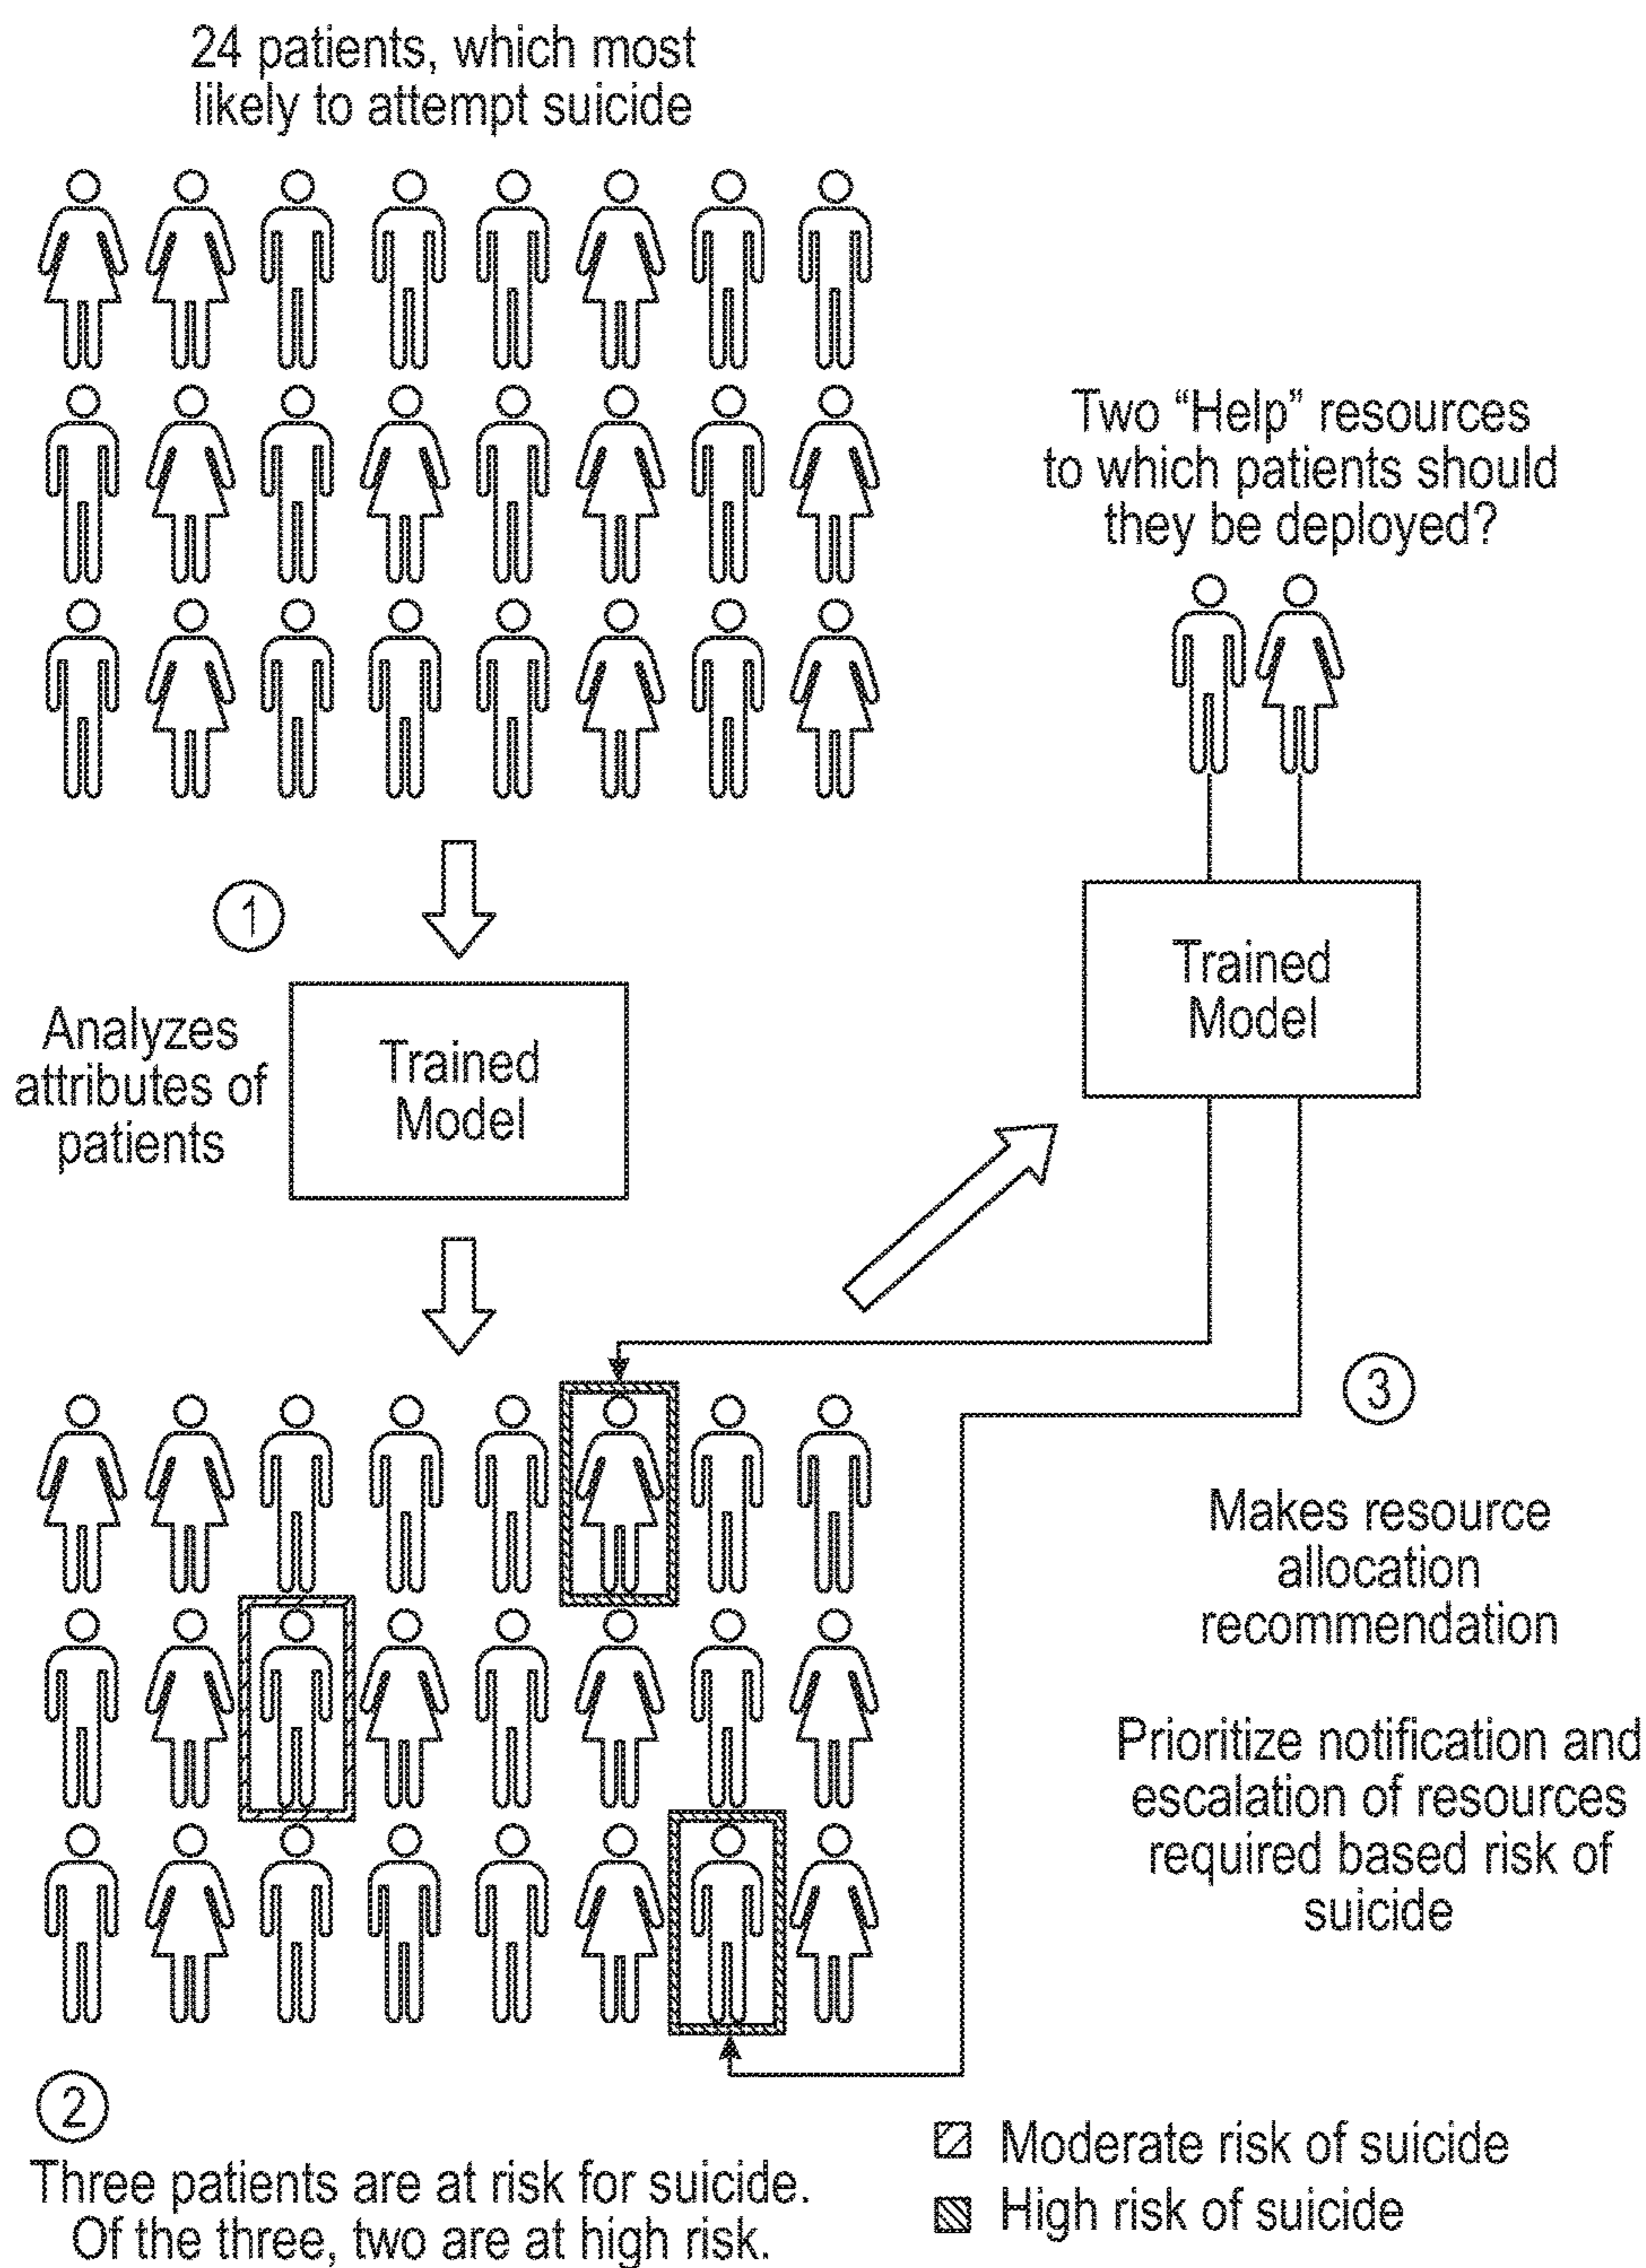 24 patients, which most
likely to attempt suicide
Two “Help” resources
to which patients should
they be deployed?
1
Analyzes
attributes of
patients
Trained
Model
Trained
Model
3
Makes resource
allocation
recommendation
Prioritize notification and
escalation of resources
required based risk of
suicide
2
Three patients are at risk for suicide.
Of the three, two are at high risk.
Moderate risk of suicide
High risk of suicide